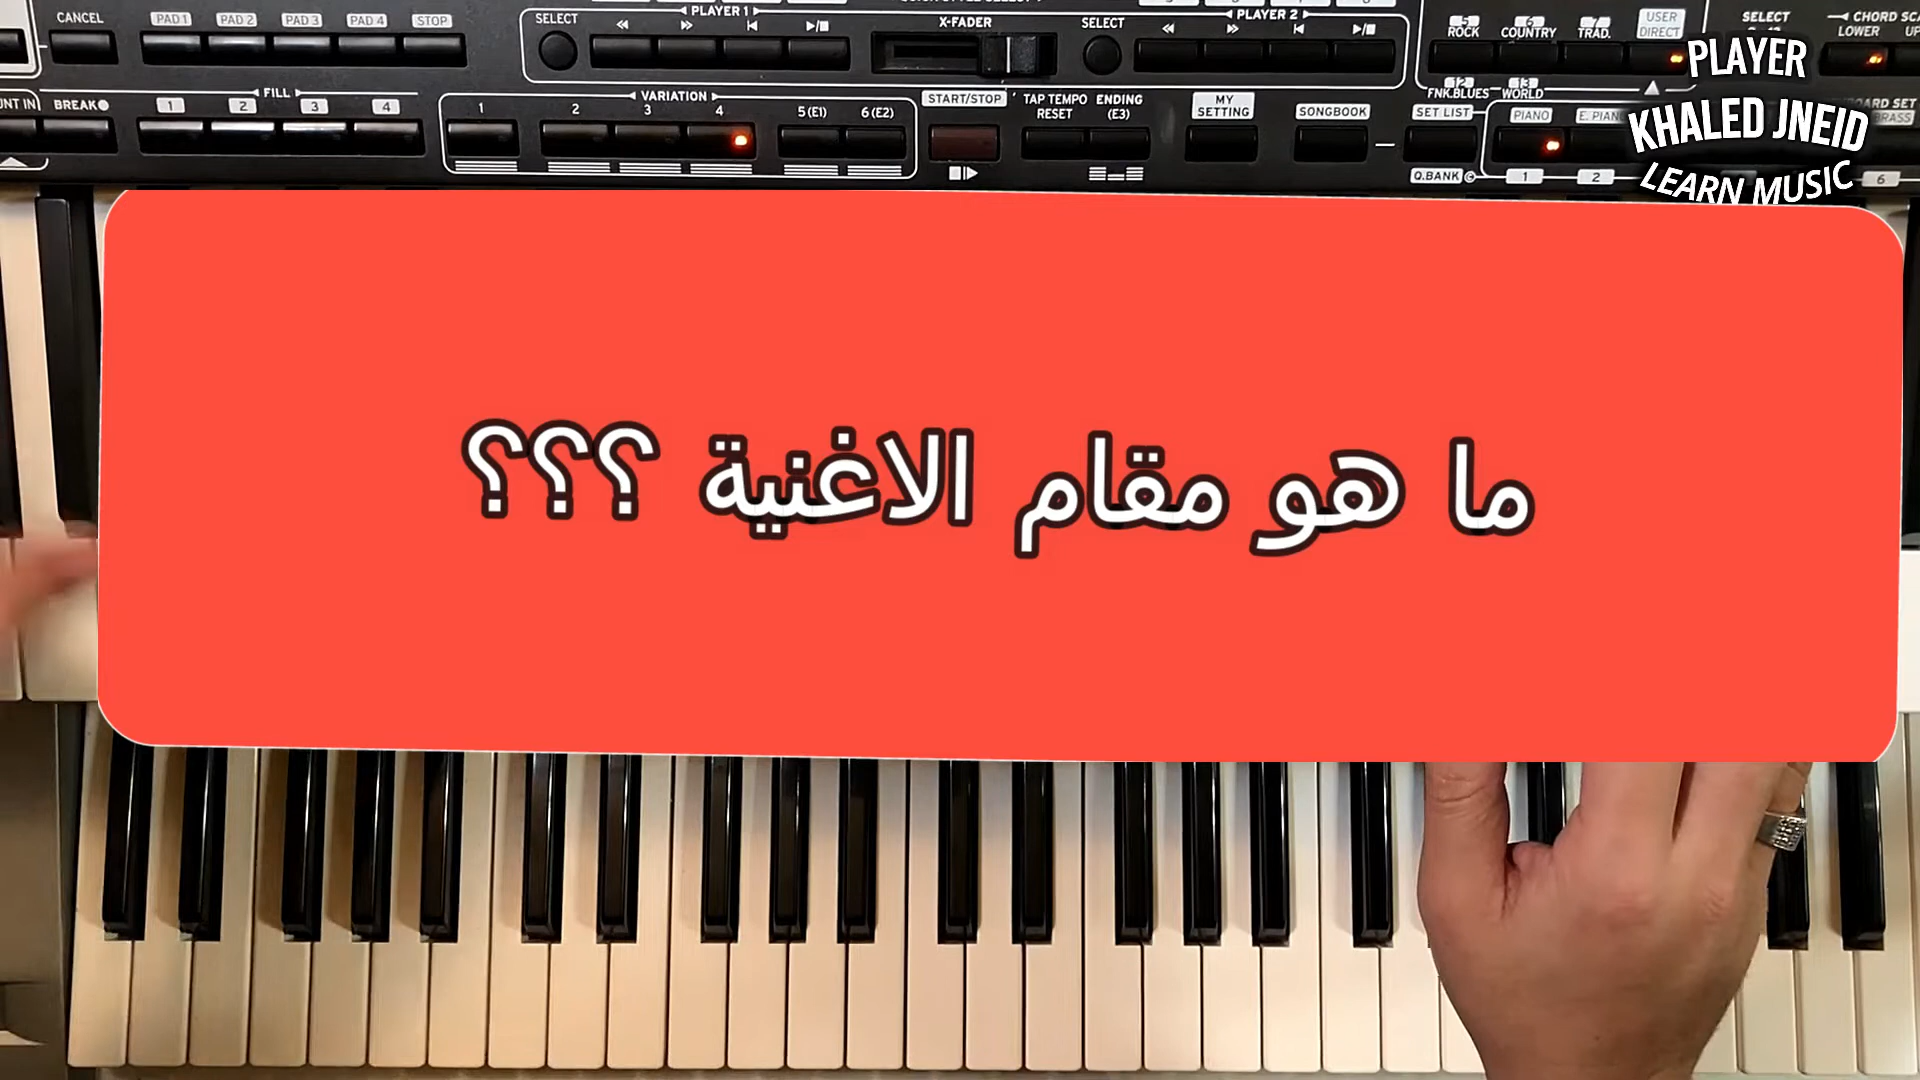 CANCEL PAD 1 PAD 2 PAD 3 PAD 4 STOP
SELECT PLAYER 1 X-FADER SELECT PLAYER 2
ROCK COUNTRY TRAD. USER DIRECT SELECT CHORD
LOWER
BREAK FILL 1 2 3 4
VARIATION 1 2 3 4 5 (E1) 6 (E2)
START/STOP TAP TEMPO RESET ENDING (E3)
MY SETTING SONGBOOK SET LIST PIANO
FNK.BLUES WORLD
Q.BANK 1 2 6
PLAYER
KHALED JNEID
LEARN MUSIC
ما هو مقام الاغنية ؟؟؟